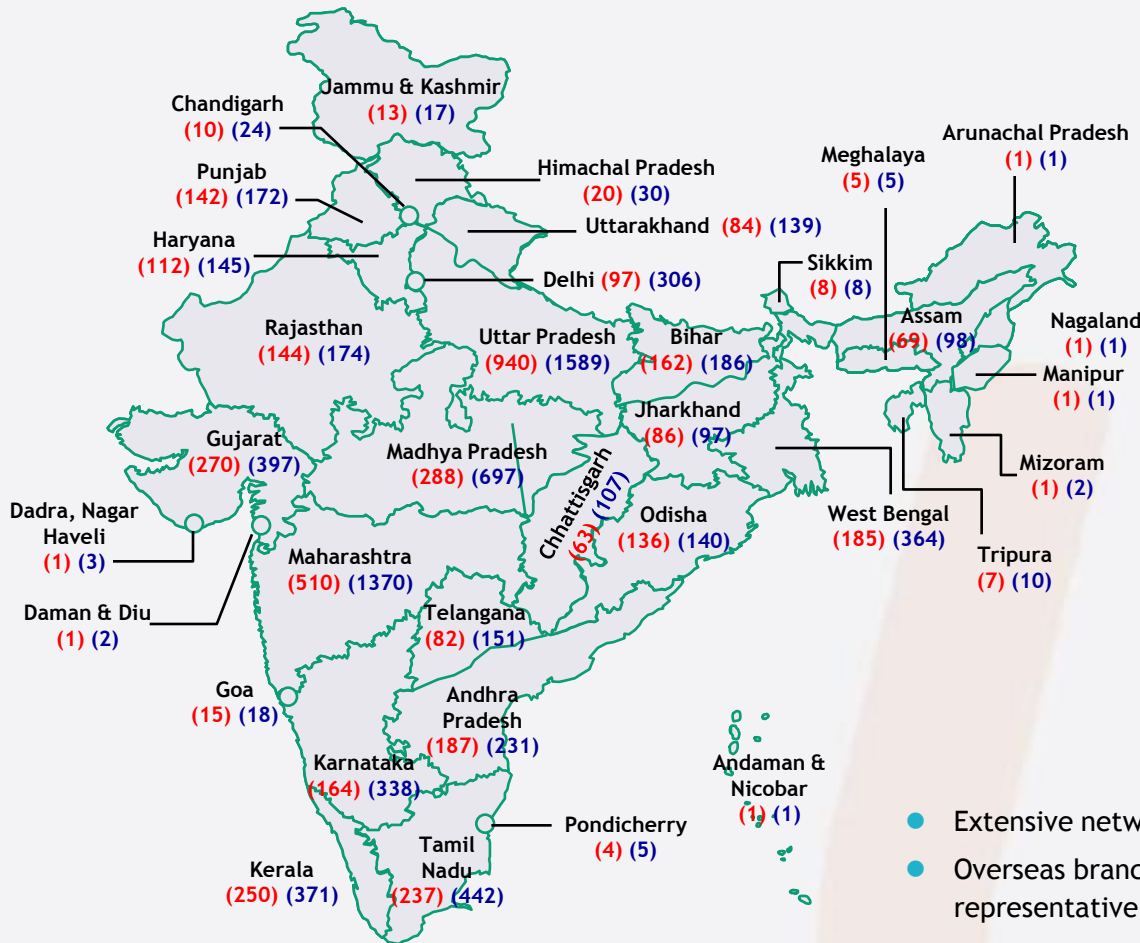 Jammu & Kashmir
(13) (17)
Chandigarh
(10) (24)
Arunachal Pradesh
(1) (1)
Meghalaya
(5) (5)
Punjab
(142) (172)
Himachal Pradesh
(20) (30)
Uttarakhand (84) (139)
Haryana
(112) (145)
Delhi (97) (306)
Sikkim
(8) (8)
Rajasthan
(144) (174)
Uttar Pradesh
(940) (1589)
Bihar
(162) (186)
Assam
(69) (98)
Nagaland
(1) (1)
Manipur
(1) (1)
Jharkhand
(86) (97)
Gujarat
(270) (397)
Madhya Pradesh
(288) (697)
Chhattisgarh
(63) (107)
Mizoram
(1) (2)
Dadra, Nagar
Haveli
(1) (3)
Odisha
(136) (140)
West Bengal
(185) (364)
Maharashtra
(510) (1370)
Tripura
(7) (10)
Daman & Diu
(1) (2)
Telangana
(82) (151)
Goa
(15) (18)
Andhra
Pradesh
(187) (231)
Karnataka
(164) (338)
Andaman &
Nicobar
(1) (1)
Pondicherry
(4) (5)
Tamil
Nadu
(237) (442)
Kerala
(250) (371)
Extensive netw
Overseas branc
representative